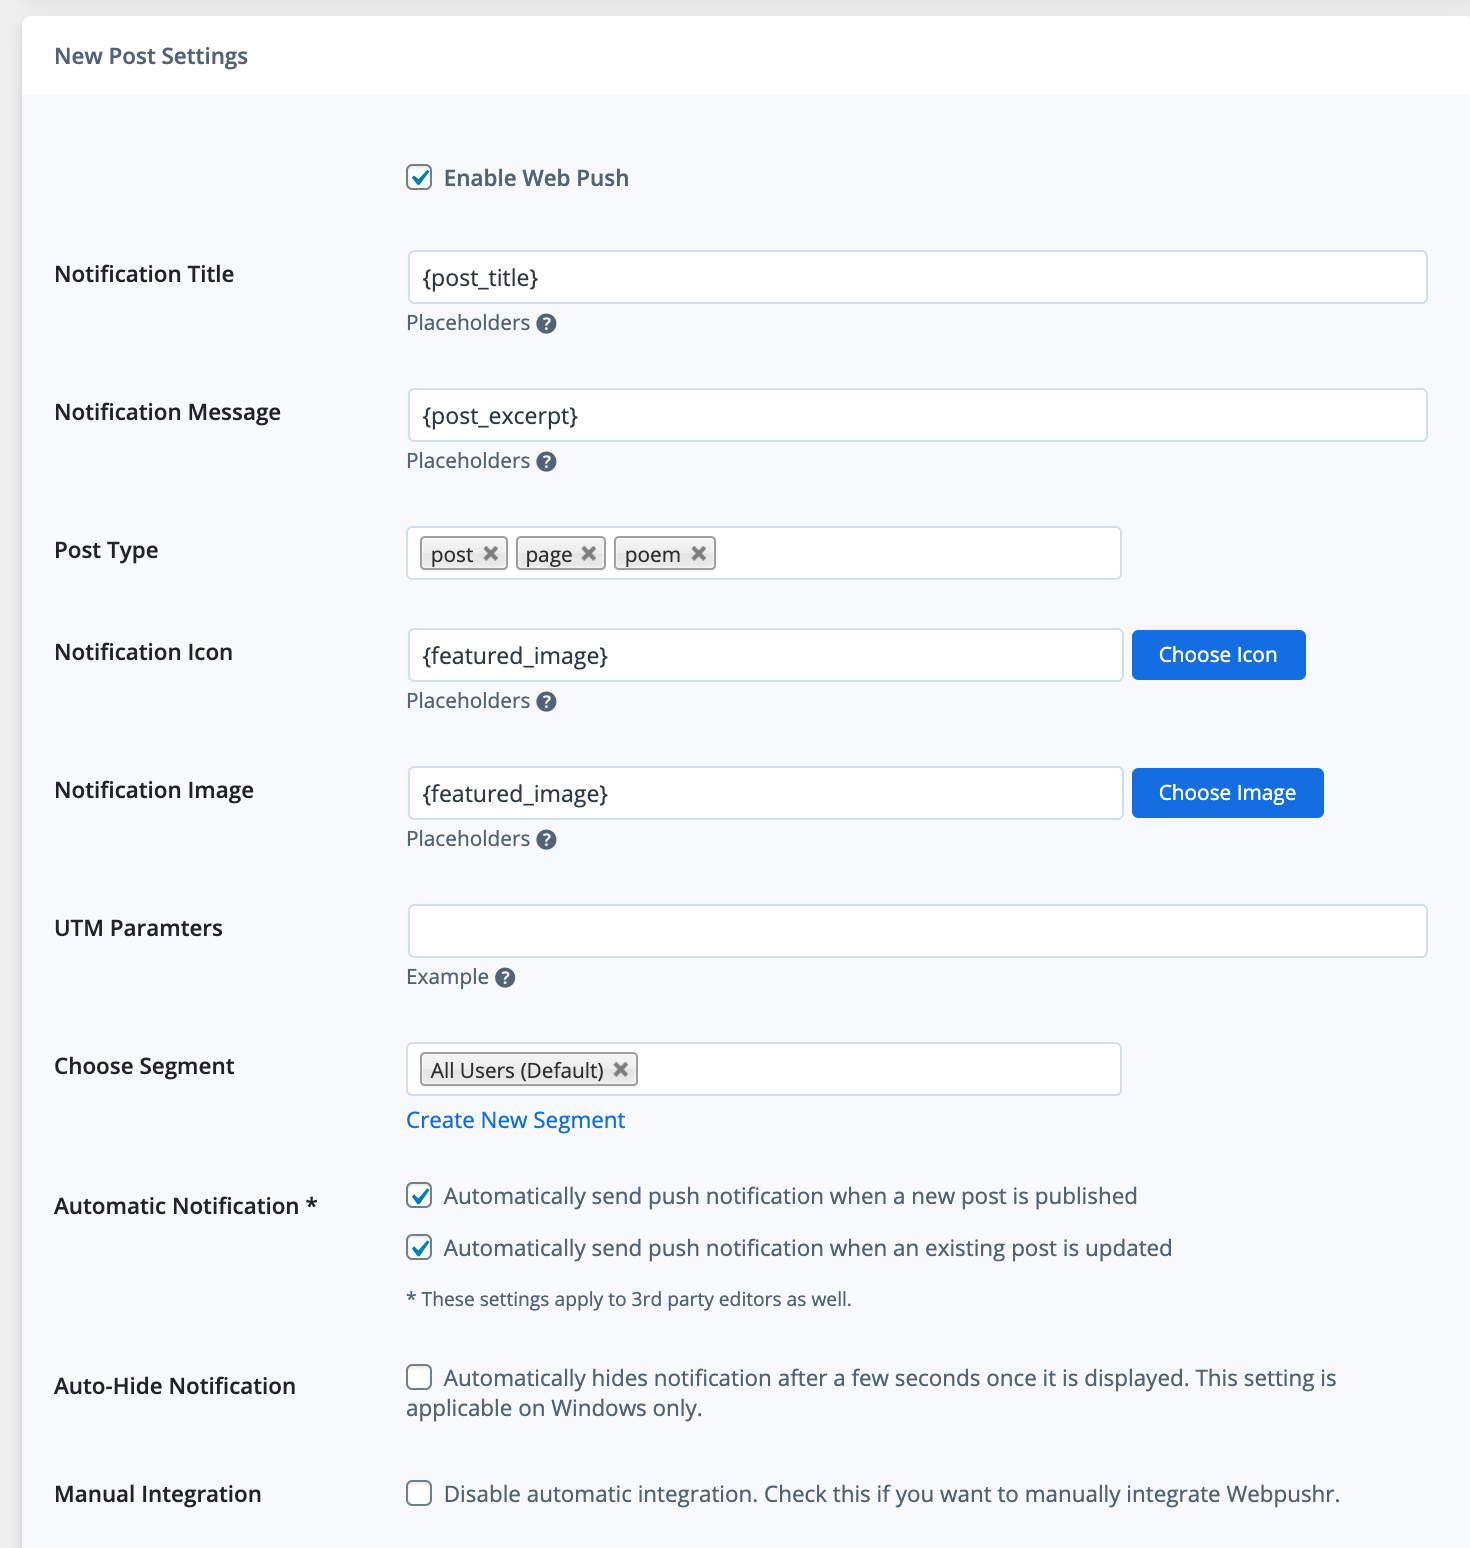 New Post Settings
Enable Web Push
Notification Title
{post_title}
Placeholders ?
Notification Message
{post_excerpt}
Placeholders ?
Post Type
post × page × poem ×
Notification Icon
{featured_image}
Choose Icon
Placeholders ?
Notification Image
{featured_image}
Choose Image
Placeholders ?
UTM Paramters
Example ?
Choose Segment
All Users (Default) ×
Create New Segment
Automatic Notification *
Automatically send push notification when a new post is published
Automatically send push notification when an existing post is updated
* These settings apply to 3rd party editors as well.
Auto-Hide Notification
Automatically hides notification after a few seconds once it is displayed. This setting is
applicable on Windows only.
Manual Integration
Disable automatic integration. Check this if you want to manually integrate Webpushr.